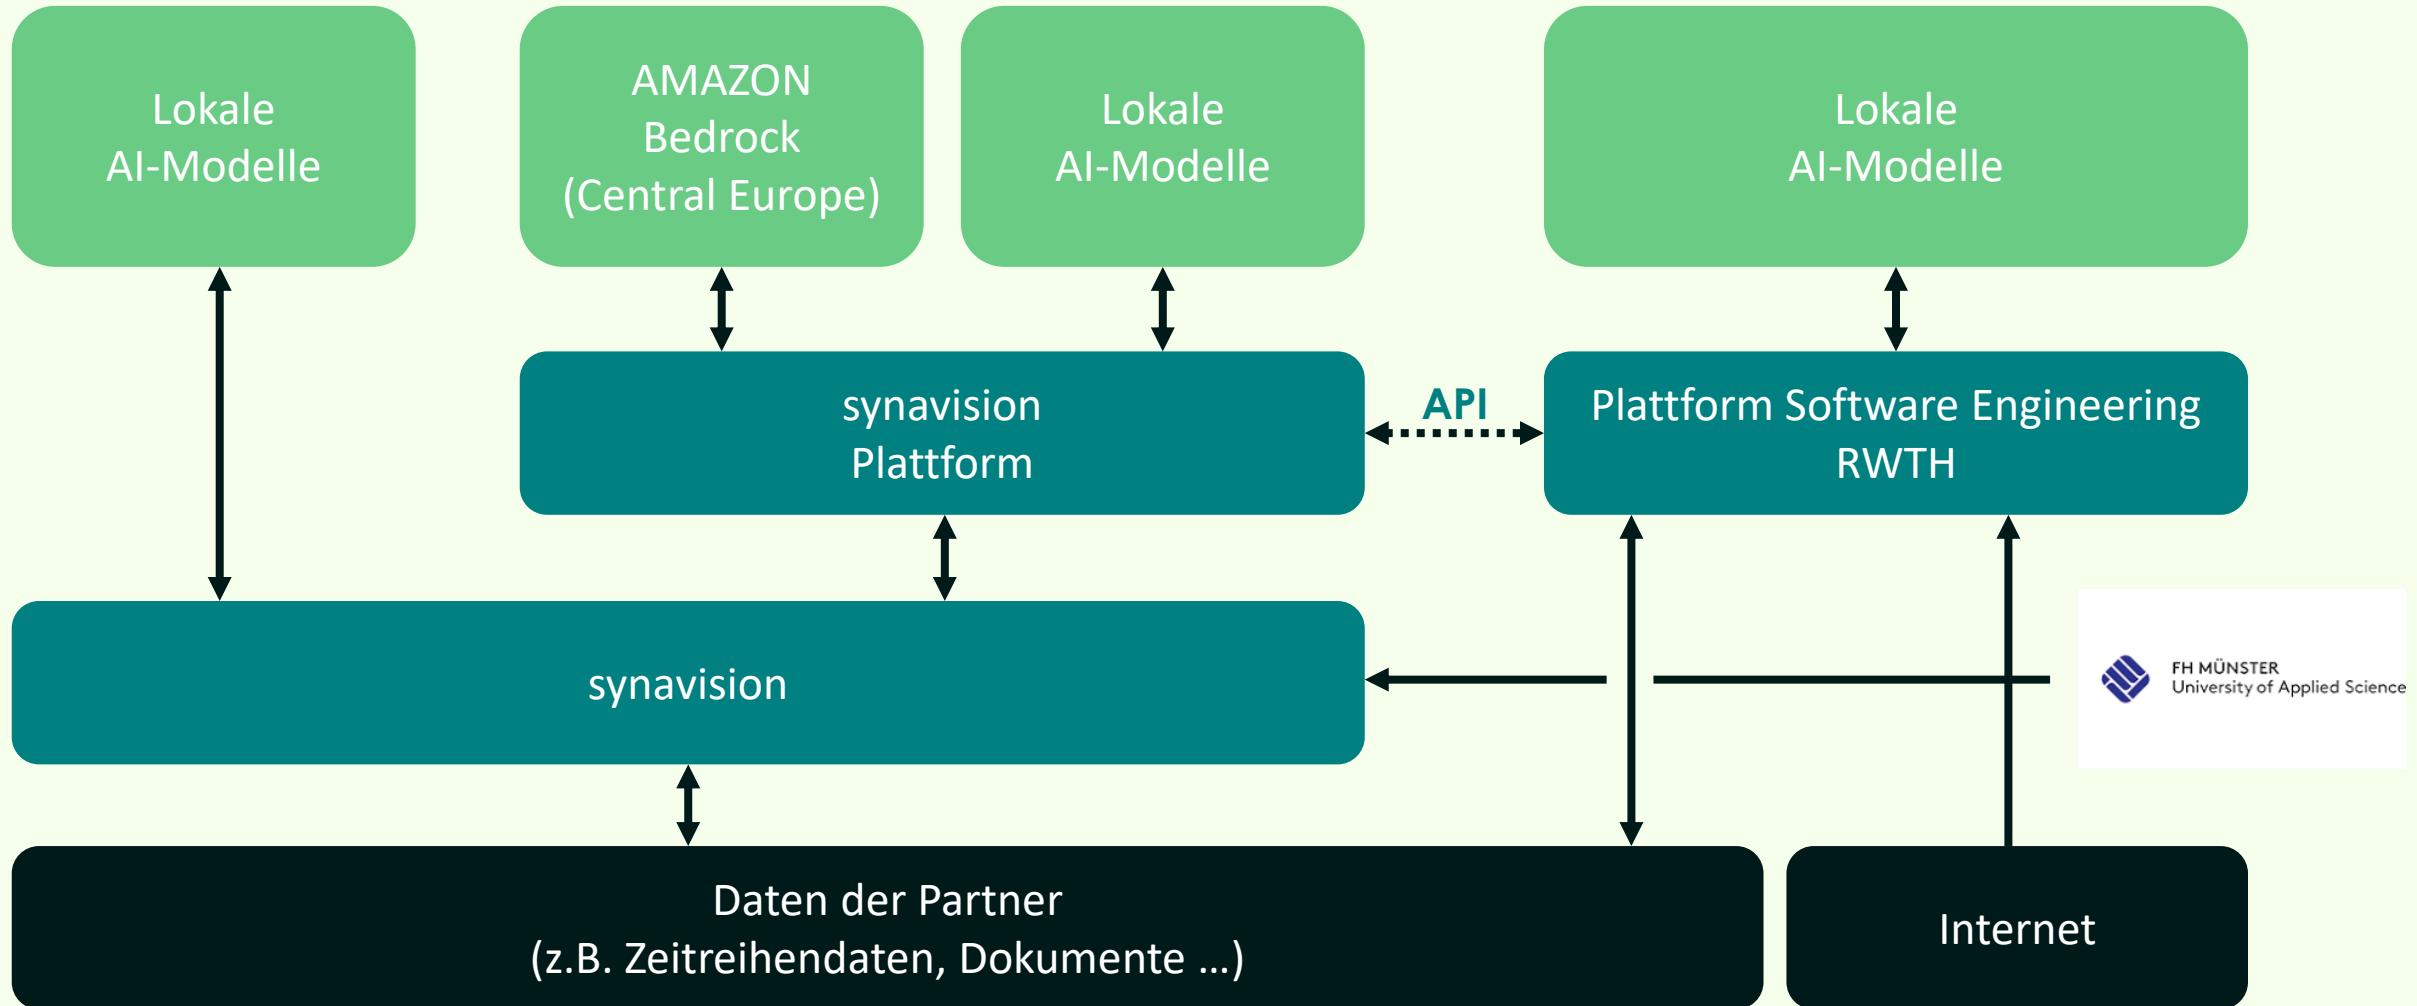 Lokale
AI-Modelle
AMAZON
Bedrock
(Central Europe)
Lokale
AI-Modelle
Lokale
AI-Modelle
synavision
Plattform
API
Plattform Software Engineering
RWTH
synavision
FH MÜNSTER
University of Applied Science
Daten der Partner
(z.B. Zeitreihendaten, Dokumente ...)
Internet